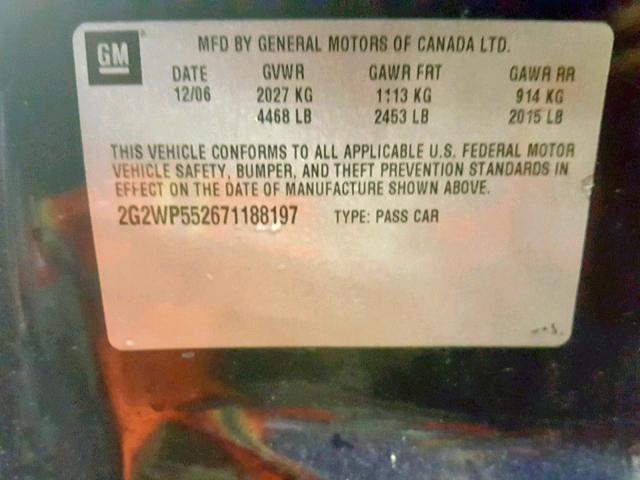 GM
MFD BY GENERAL MOTORS OF CANADA LTD.
DATE GVWR GAWR FRT GAWR RR
12/06 2027 KG 1113 KG 914 KG
4468 LB 2453 LB 2015 LB
THIS VEHICLE CONFORMS TO ALL APPLICABLE U.S. FEDERAL MOTOR
VEHICLE SAFETY, BUMPER, AND THEFT PREVENTION STANDARDS IN
EFFECT ON THE DATE OF MANUFACTURE SHOWN ABOVE.
2G2WP552671188197 TYPE: PASS CAR